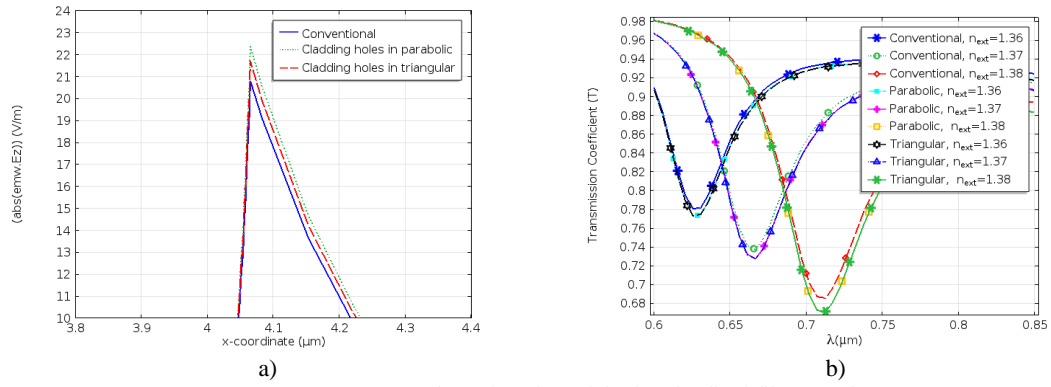 24
23
22
21
20
19
18
17
16
15
14
13
12
11
10
(abs(emw.Ez)) (V/m)
Conventional
Cladding holes in parabolic
Cladding holes in triangular
3.8 3.9 4 4.1 4.2 4.3 4.4
x-coordinate (µm)
a)
0.98
0.96
0.94
0.92
0.9
0.88
0.86
0.84
0.82
0.8
0.78
0.76
0.74
0.72
0.7
0.68
Transmission Coefficient (T)
Conventional, next=1.36
Conventional, next=1.37
Conventional, next=1.38
Parabolic, next=1.36
Parabolic, next=1.37
Parabolic, next=1.38
Triangular, next=1.36
Triangular, next=1.37
Triangular, next=1.38
0.6 0.65 0.7 0.75 0.8 0.85
λ(µm)
b)